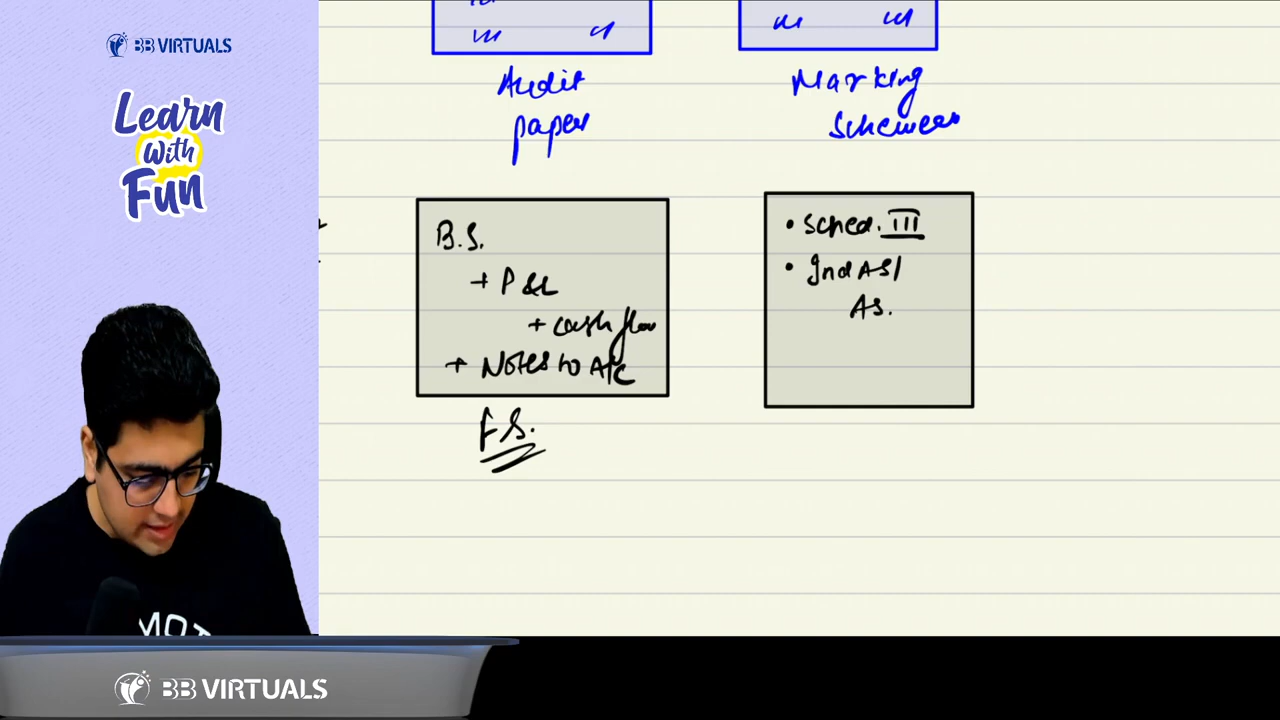 BB VIRTUALS
Learn
With
Fun
Audit
paper
Marking
Schemes
B.S.
+ P&L
+ cash flow
+ Notes to A/c
F.S.
• Sched. III
• Ind AS/
AS.
MOT
BB VIRTUALS